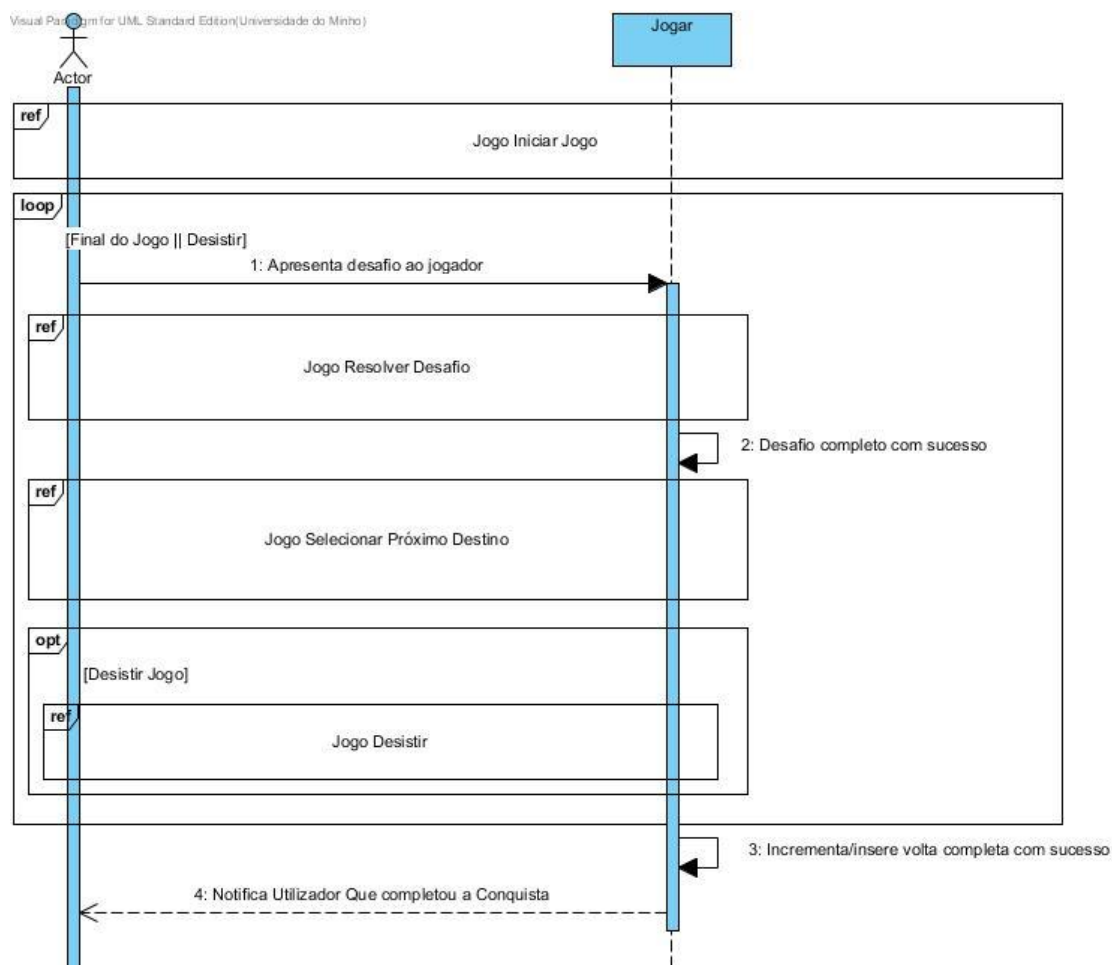 Visual Paradigm for UML Standard Edition(Universidade do Minho)
Jogar
Actor
ref
Jogo Iniciar Jogo
loop
[Final do Jogo || Desistir]
1: Apresenta desafio ao jogador
ref
Jogo Resolver Desafio
2: Desafio completo com sucesso
ref
Jogo Selecionar Próximo Destino
opt
[Desistir Jogo]
ref
Jogo Desistir
3: Incrementa/insere volta completa com sucesso
4: Notifica Utilizador Que completou a Conquista